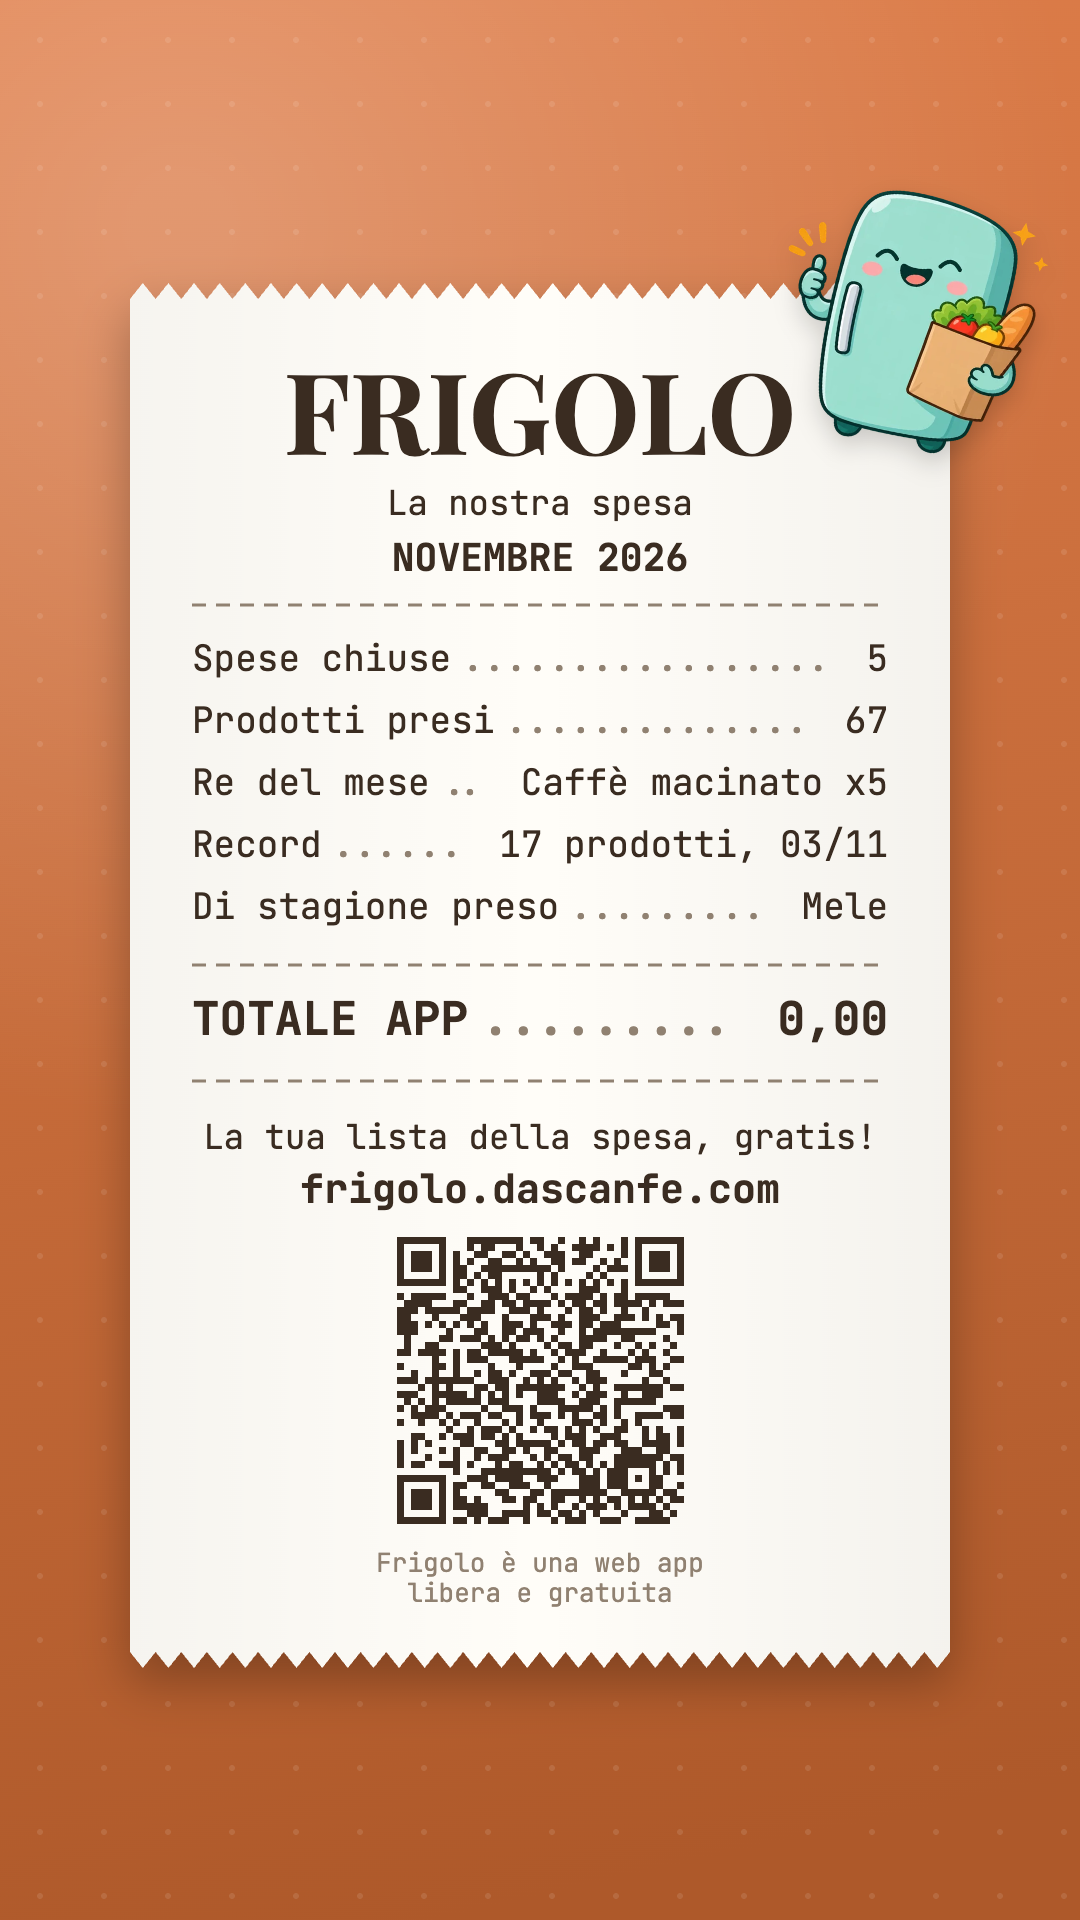 FRIGOLO
La nostra spesa
NOVEMBRE 2026
Spese chiuse ................. 5
Prodotti presi .............. 67
Re del mese .. Caffè macinato x5
Record ...... 17 prodotti, 03/11
Di stagione preso ......... Mele
TOTALE APP ......... 0,00
La tua lista della spesa, gratis!
frigolo.dascanfe.com
Frigolo è una web app
libera e gratuita